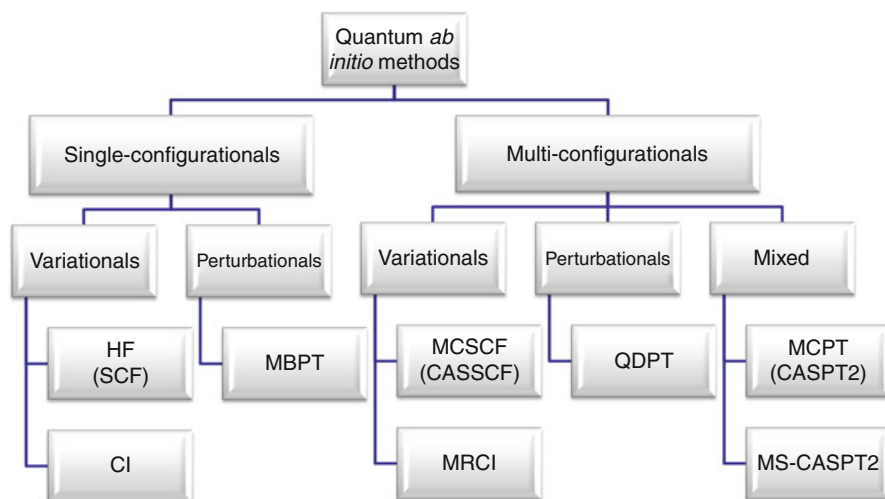 Quantum ab
initio methods
Single-configurationals
Multi-configurationals
Variationals
Perturbationals
Variationals
Perturbationals
Mixed
HF
(SCF)
MBPT
MCSCF
(CASSCF)
QDPT
MCPT
(CASPT2)
CI
MRCI
MS-CASPT2